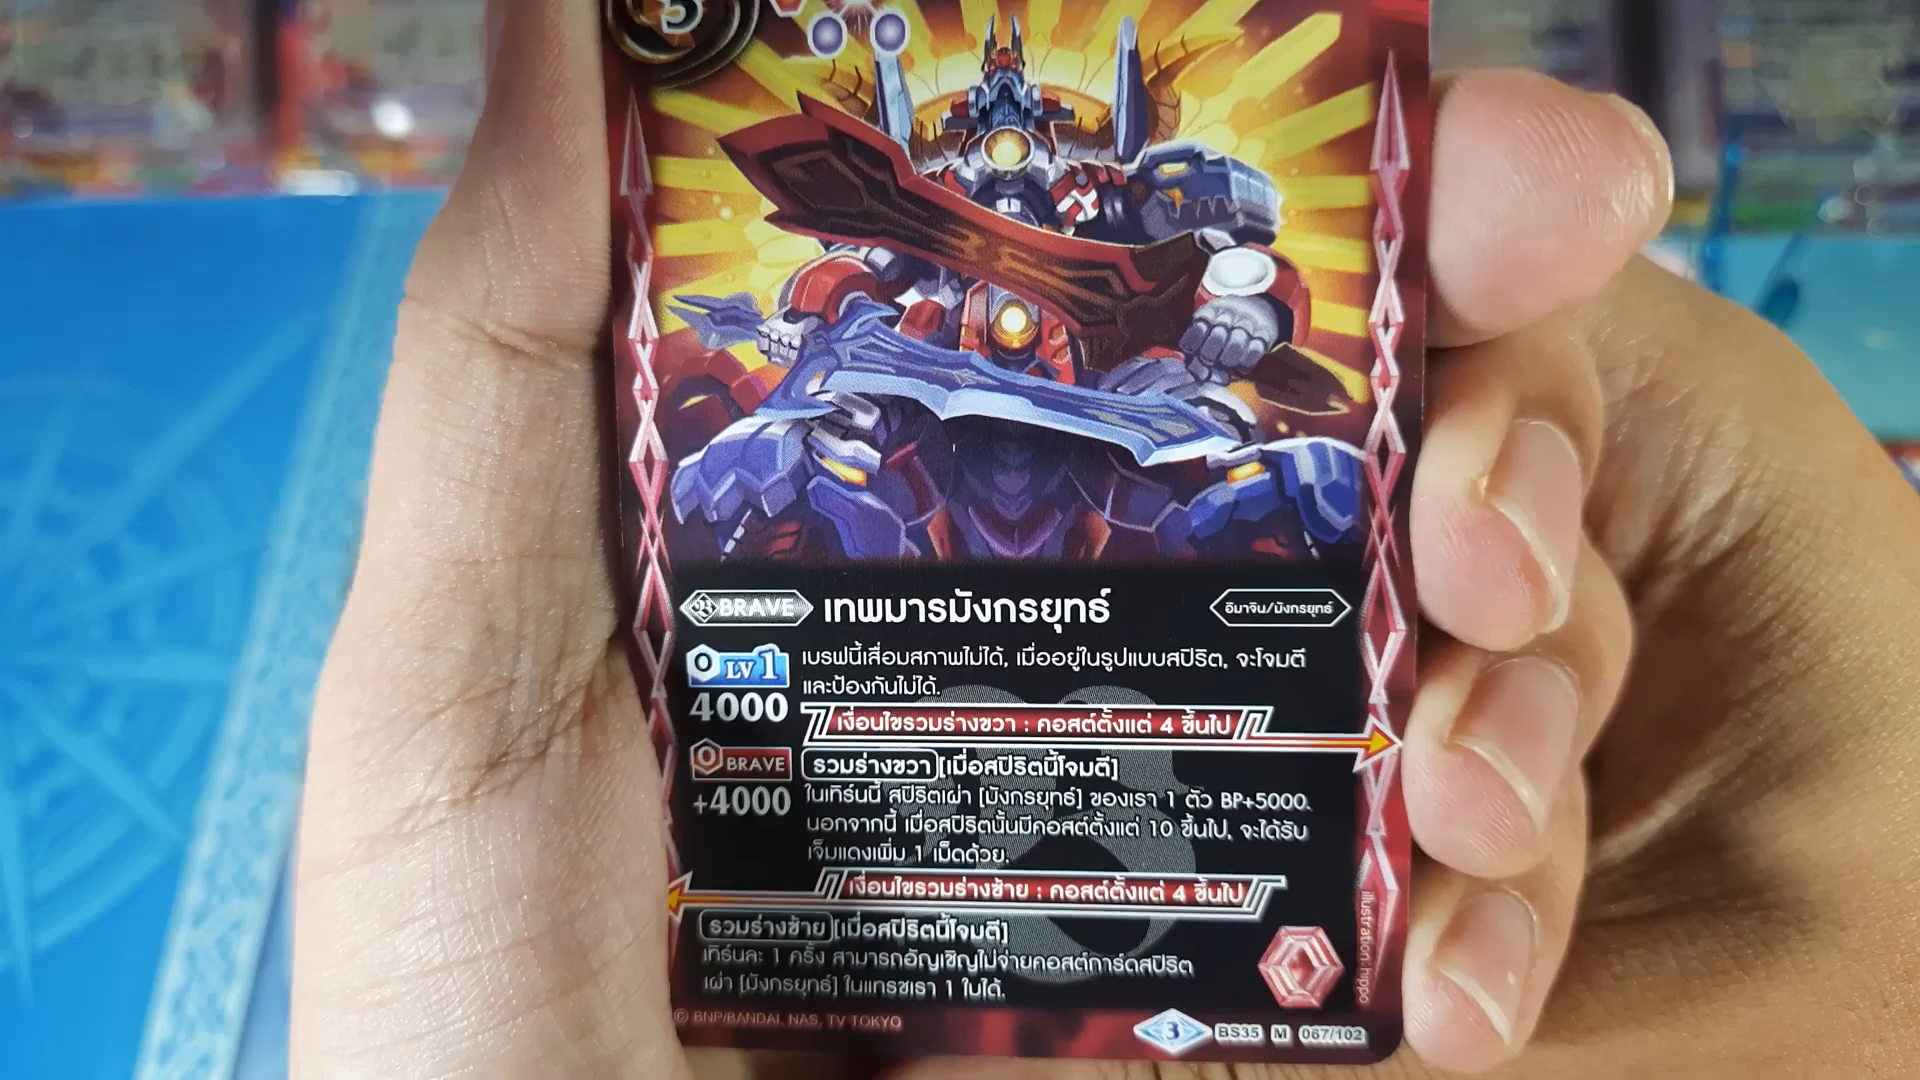 5
BRAVE เทพมารมังกรยุทธ์ อิมาจิน/มังกรยุทธ์
0 LV1 4000
เบรฟนี้เสื่อมสภาพไม่ได้, เมื่ออยู่ในรูปแบบสปิริต, จะโจมตี
และป้องกันไม่ได้.
เงื่อนไขรวมร่างขวา : คอสต์ตั้งแต่ 4 ขึ้นไป
0 BRAVE +4000
รวมร่างขวา [เมื่อสปิริตนี้โจมตี]
ในเทิร์นนี้ สปิริตเผ่า [มังกรยุทธ์] ของเรา 1 ตัว BP+5000.
นอกจากนี้ เมื่อสปิริตนั้นมีคอสต์ตั้งแต่ 10 ขึ้นไป, จะได้รับ
เจ็มแดงเพิ่ม 1 เม็ดด้วย.
เงื่อนไขรวมร่างซ้าย : คอสต์ตั้งแต่ 4 ขึ้นไป
รวมร่างซ้าย [เมื่อสปิริตนี้โจมตี]
เทิร์นละ 1 ครั้ง สามารถอัญเชิญไม่จ่ายคอสต์การ์ดสปิริต
เผ่า [มังกรยุทธ์] ในแทรชเรา 1 ใบได้.
illustration: hippo
© BNP/BANDAI, NAS, TV TOKYO
3 BS35 M 067/102